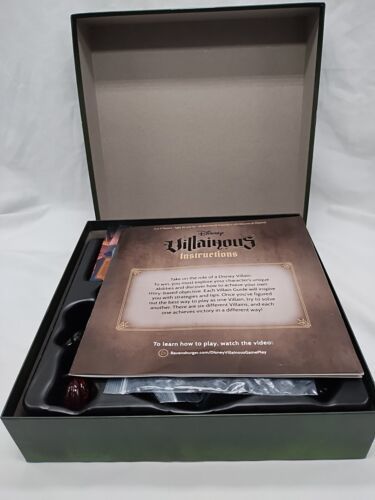 Disney
Villainous
Instructions
Take on the role of a Disney Villain.
To win, you must explore your character's unique
abilities and discover how to achieve your own
story-based objective. Each Villain Guide will inspire
you with strategies and tips. Once you've figured
out the best way to play as one Villain, try to solve
another. There are six different Villains, and each
one achieves victory in a different way!
To learn how to play, watch the video:
Ravensburger.com/DisneyVillainousGamePlay